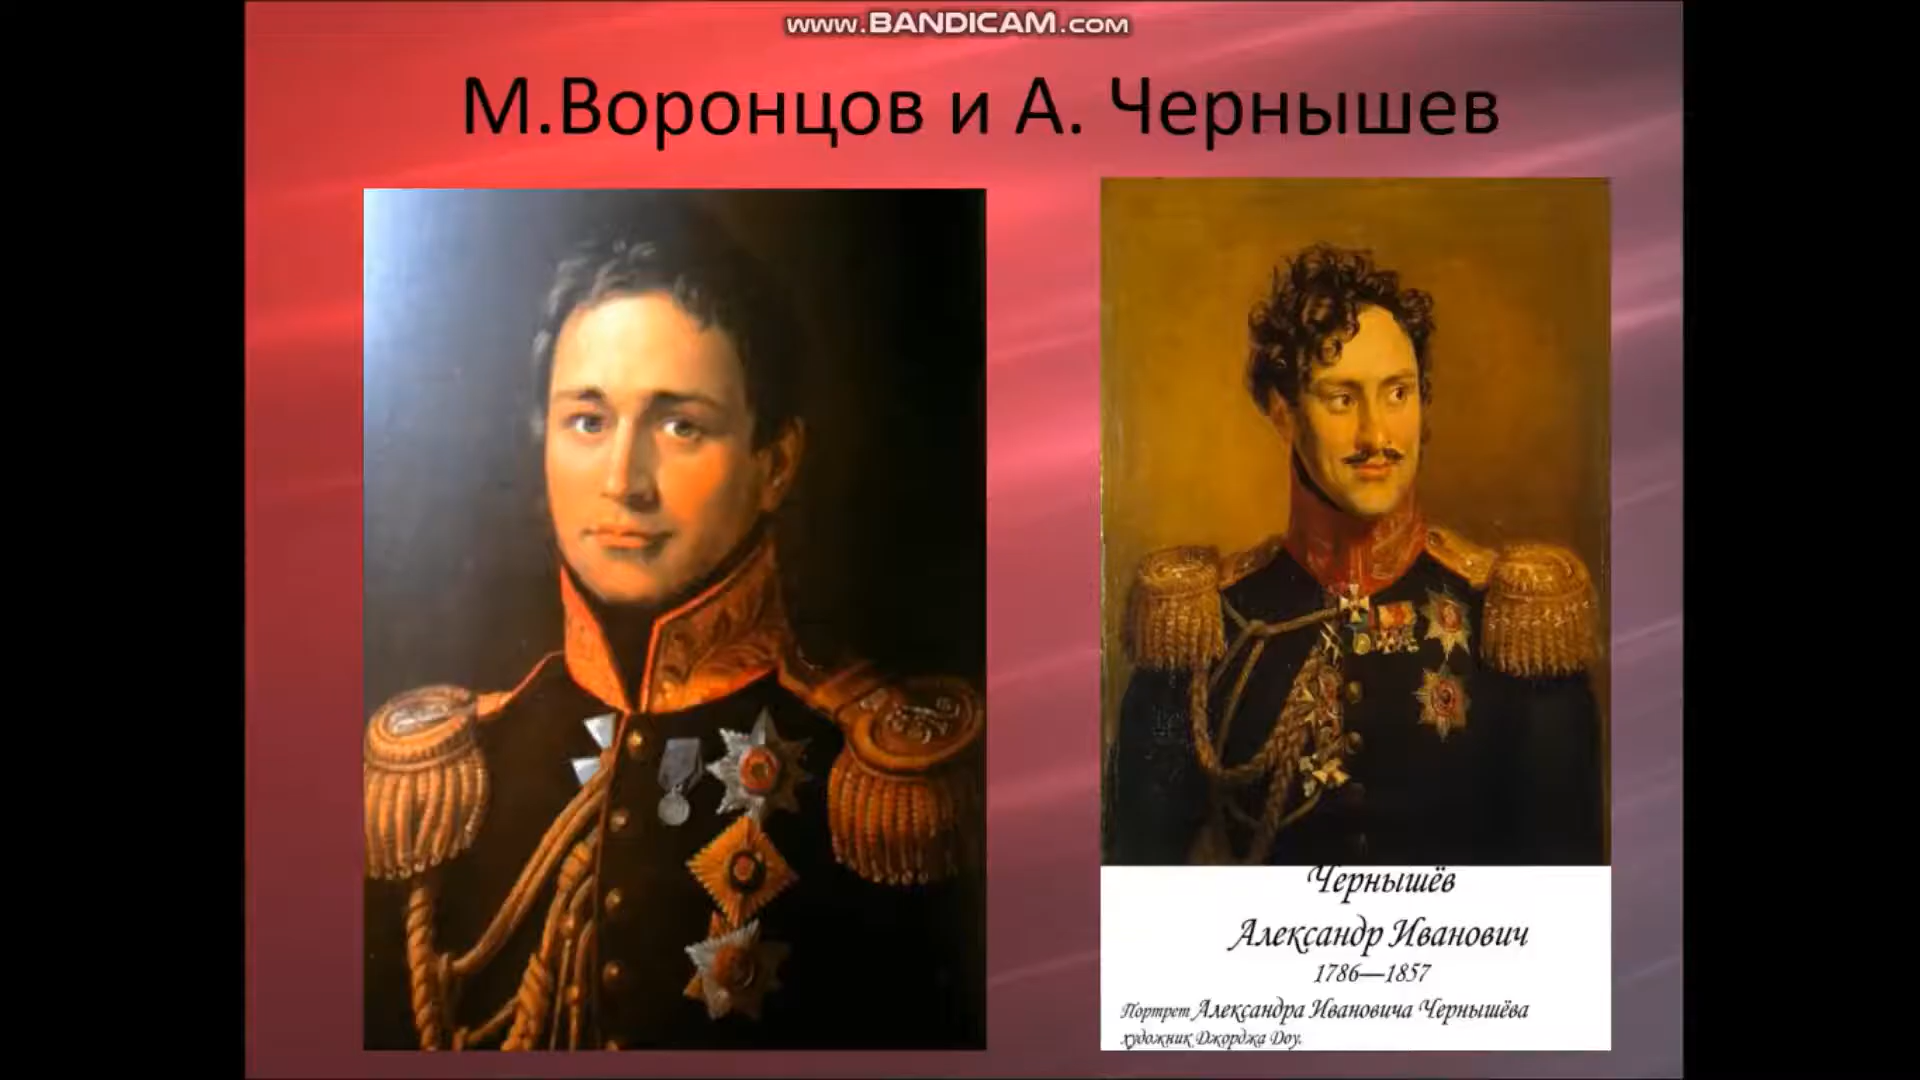 www.BANDICAM.com
М.Воронцов и А. Чернышев
Чернышёв
Александр Иванович
1786—1857
Портрет Александра Ивановича Чернышёва
художник Джорджа Доу.